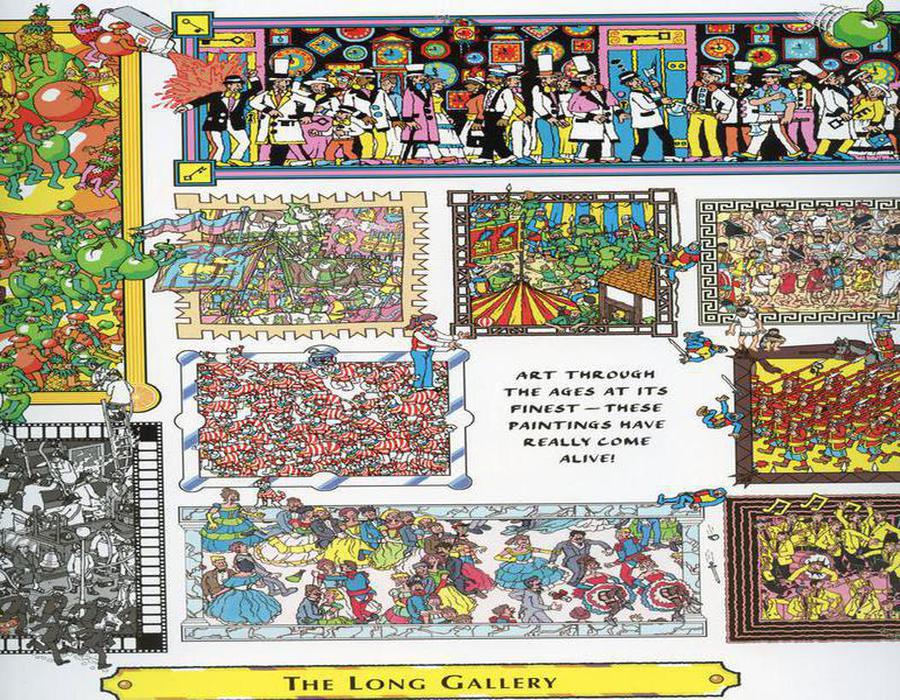 ART THROUGH
THE AGES AT ITS
FINEST — THESE
PAINTINGS HAVE
REALLY COME
ALIVE!
THE LONG GALLERY